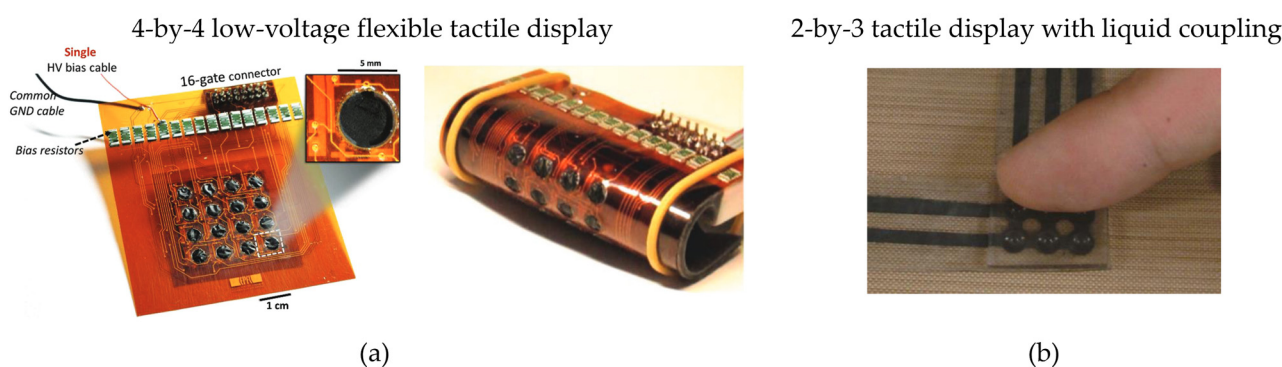 4-by-4 low-voltage flexible tactile display
2-by-3 tactile display with liquid coupling
Single
HV bias cable
16-gate connector
5 mm
Common
GND cable
Bias resistors
1 cm
(a)
(b)